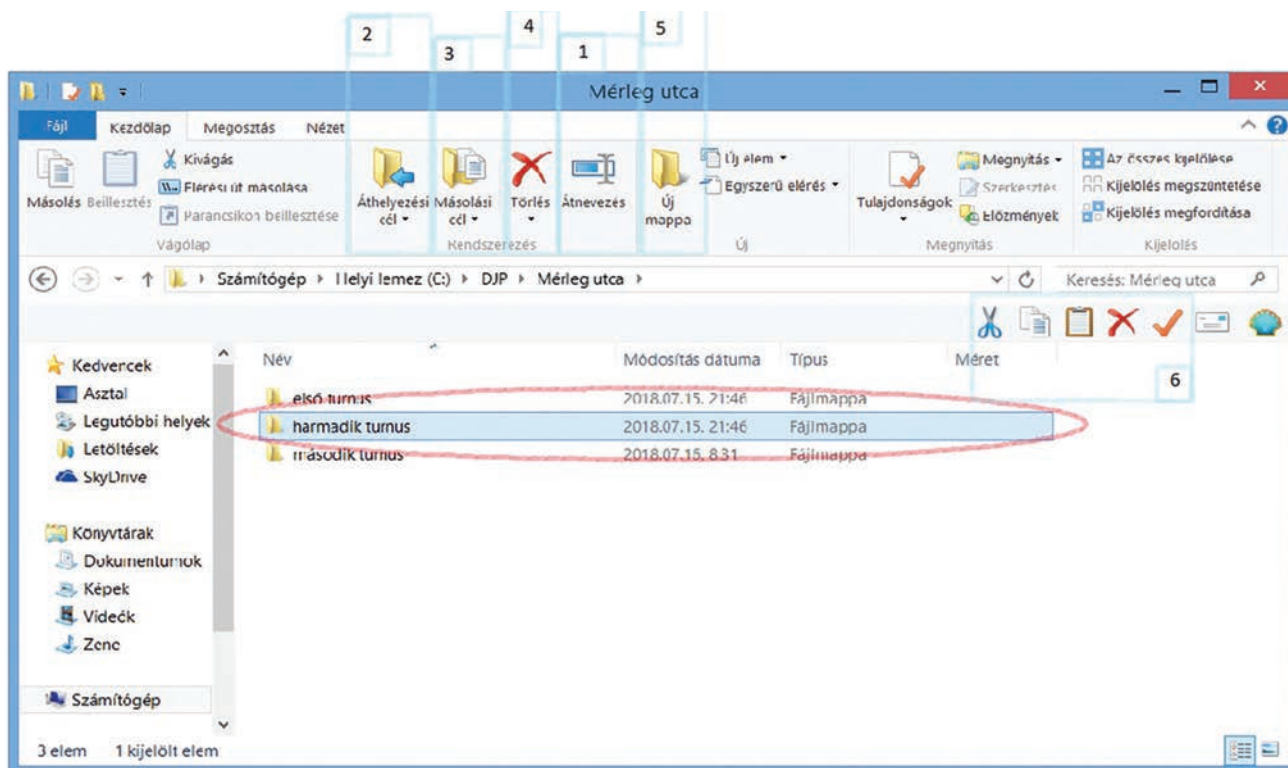 2
3
4
1
5
Mérleg utca
Fájl Kezdőlap Megosztás Nézet
Másolás
Beillesztés
Kivágás
Elérési út másolása
Parancsikon beillesztése
Vágólap
Áthelyezési cél
Másolási cél
Törlés
Átnevezés
Rendszerezés
Új mappa
Új elem
Egyszerű elérés
Új
Tulajdonságok
Megnyitás
Szerkesztés
Előzmények
Megnyitás
Az összes kijelölése
Kijelölés megszüntetése
Kijelölés megfordítása
Kijelölés
Számítógép Helyi lemez (C:) DJP Mérleg utca
Keresés: Mérleg utca
6
Kedvercek
Asztal
Legutóbbi helyek
Letöltések
SkyDrive
Könyvtárak
Dokumentumok
Képek
Videók
Zene
Számítógép
Név Módosítás dátuma Típus Méret
első turnus 2018.07.15. 21:46 Fájlmappa
harmadik turnus 2018.07.15. 21:46 Fájlmappa
második turnus 2018.07.15. 8:31 Fájlmappa
3 elem 1 kijelölt elem